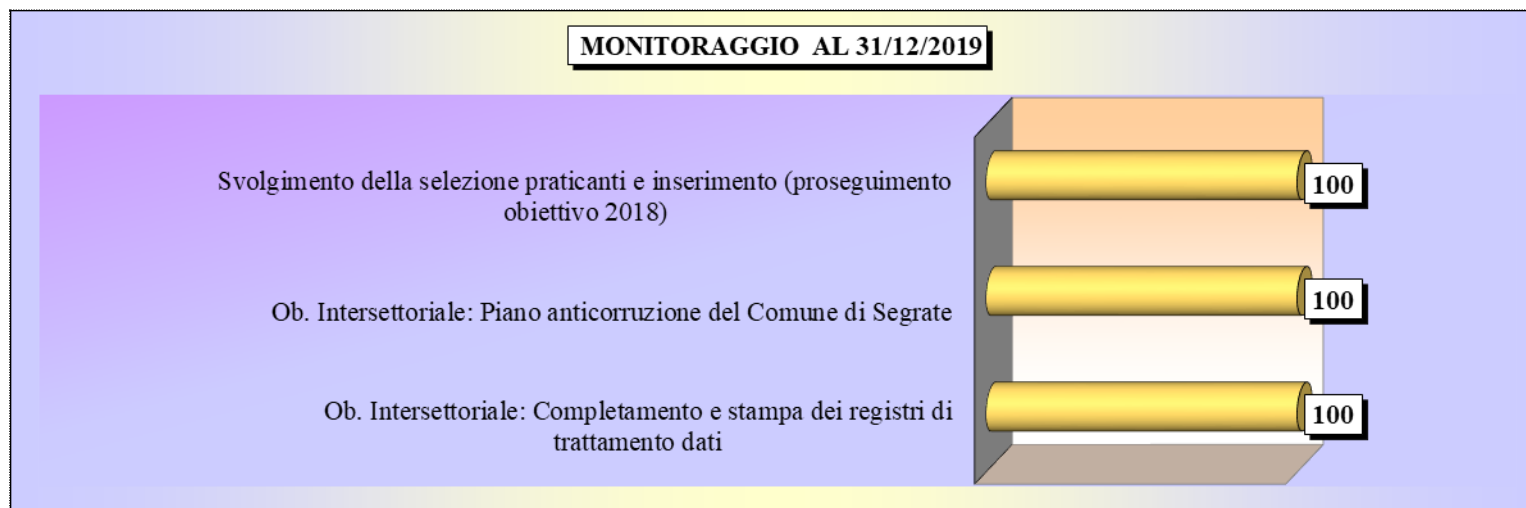 MONITORAGGIO AL 31/12/2019
Svolgimento della selezione praticanti e inserimento (proseguimento
obiettivo 2018)
100
Ob. Intersettoriale: Piano anticorruzione del Comune di Segrate
100
Ob. Intersettoriale: Completamento e stampa dei registri di
trattamento dati
100